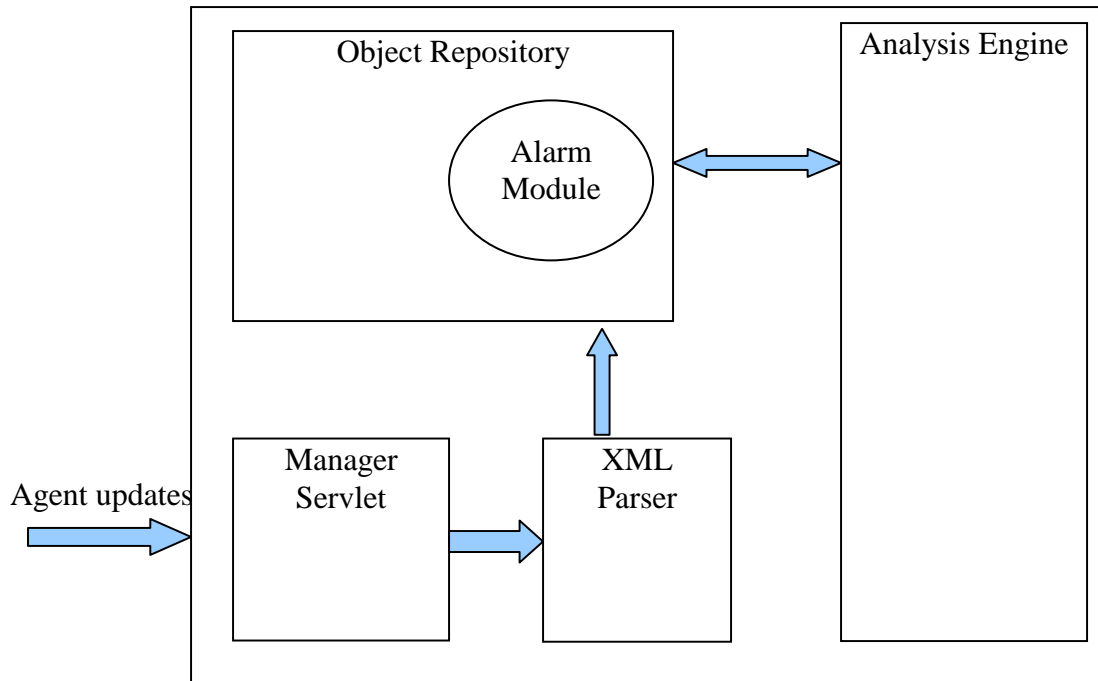 Object Repository
Analysis Engine
Alarm
Module
Manager
Servlet
XML
Parser
Agent updates